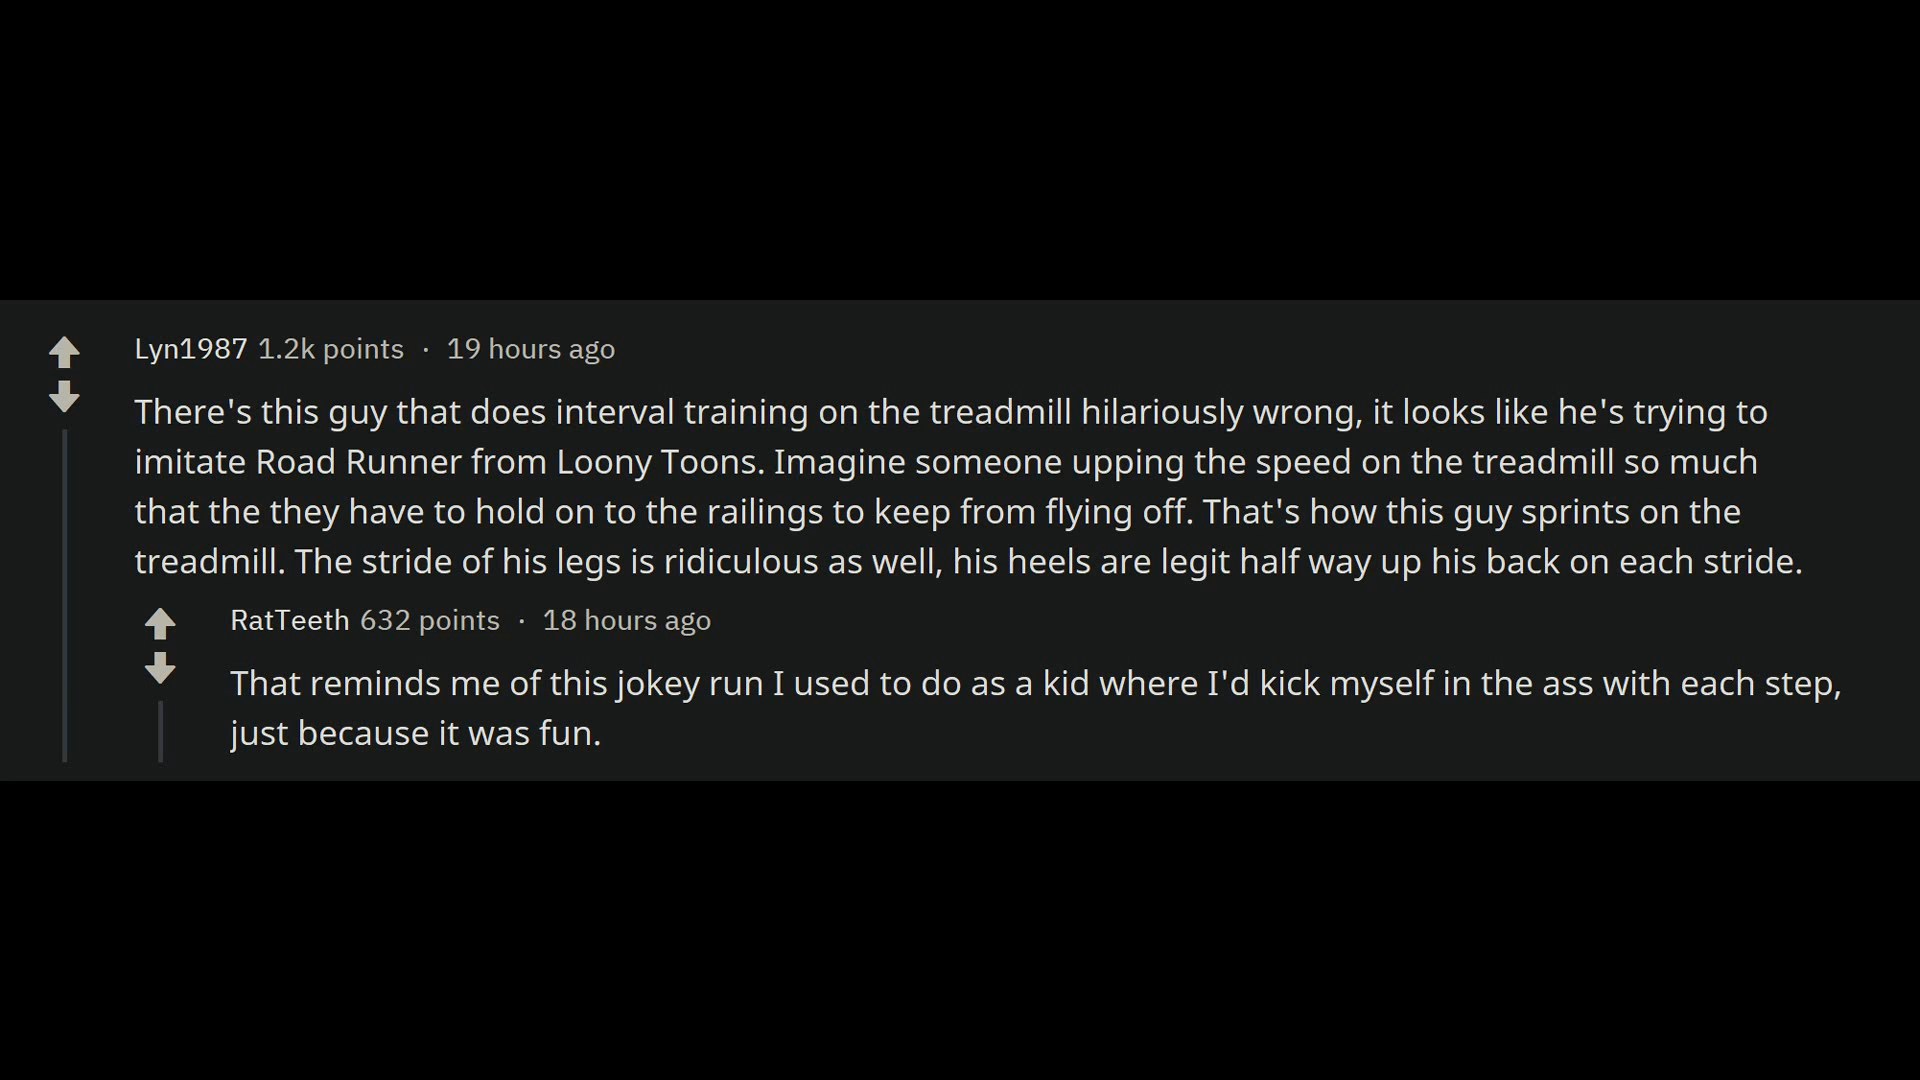 Lyn1987 1.2k points · 19 hours ago
There's this guy that does interval training on the treadmill hilariously wrong, it looks like he's trying to
imitate Road Runner from Loony Toons. Imagine someone upping the speed on the treadmill so much
that the they have to hold on to the railings to keep from flying off. That's how this guy sprints on the
treadmill. The stride of his legs is ridiculous as well, his heels are legit half way up his back on each stride.
RatTeeth 632 points · 18 hours ago
That reminds me of this jokey run I used to do as a kid where I'd kick myself in the ass with each step,
just because it was fun.